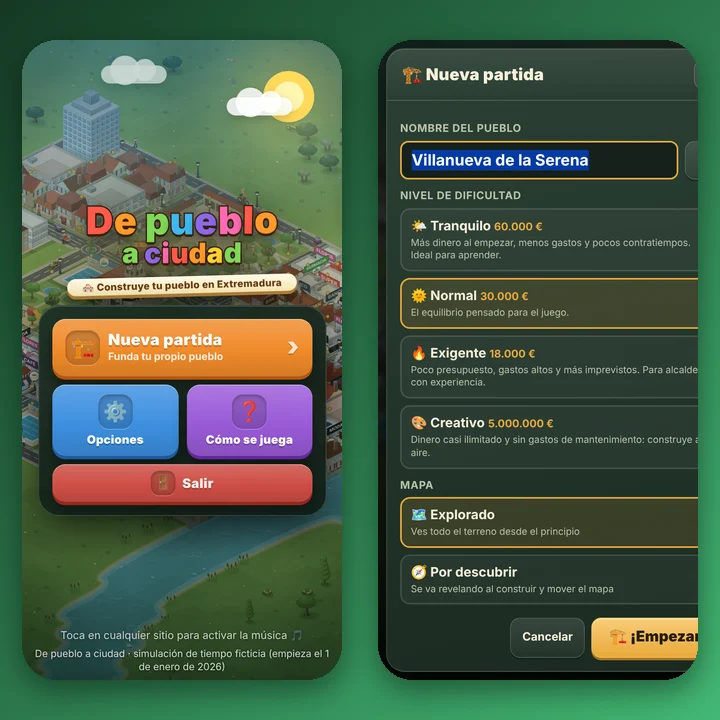 De pueblo
a ciudad
Construye tu pueblo en Extremadura
Nueva partida
Funda tu propio pueblo
Opciones
Cómo se juega
Salir
Toca en cualquier sitio para activar la música
De pueblo a ciudad · simulación de tiempo ficticia (empieza el 1
de enero de 2026)
Nueva partida
NOMBRE DEL PUEBLO
Villanueva de la Serena
NIVEL DE DIFICULTAD
Tranquilo 60.000 €
Más dinero al empezar, menos gastos y pocos contratiempos.
Ideal para aprender.
Normal 30.000 €
El equilibrio pensado para el juego.
Exigente 18.000 €
Poco presupuesto, gastos altos y más imprevistos. Para alcalde
con experiencia.
Creativo 5.000.000 €
Dinero casi ilimitado y sin gastos de mantenimiento: construye a
aire.
MAPA
Explorado
Ves todo el terreno desde el principio
Por descubrir
Se va revelando al construir y mover el mapa
Cancelar
¡Empezar